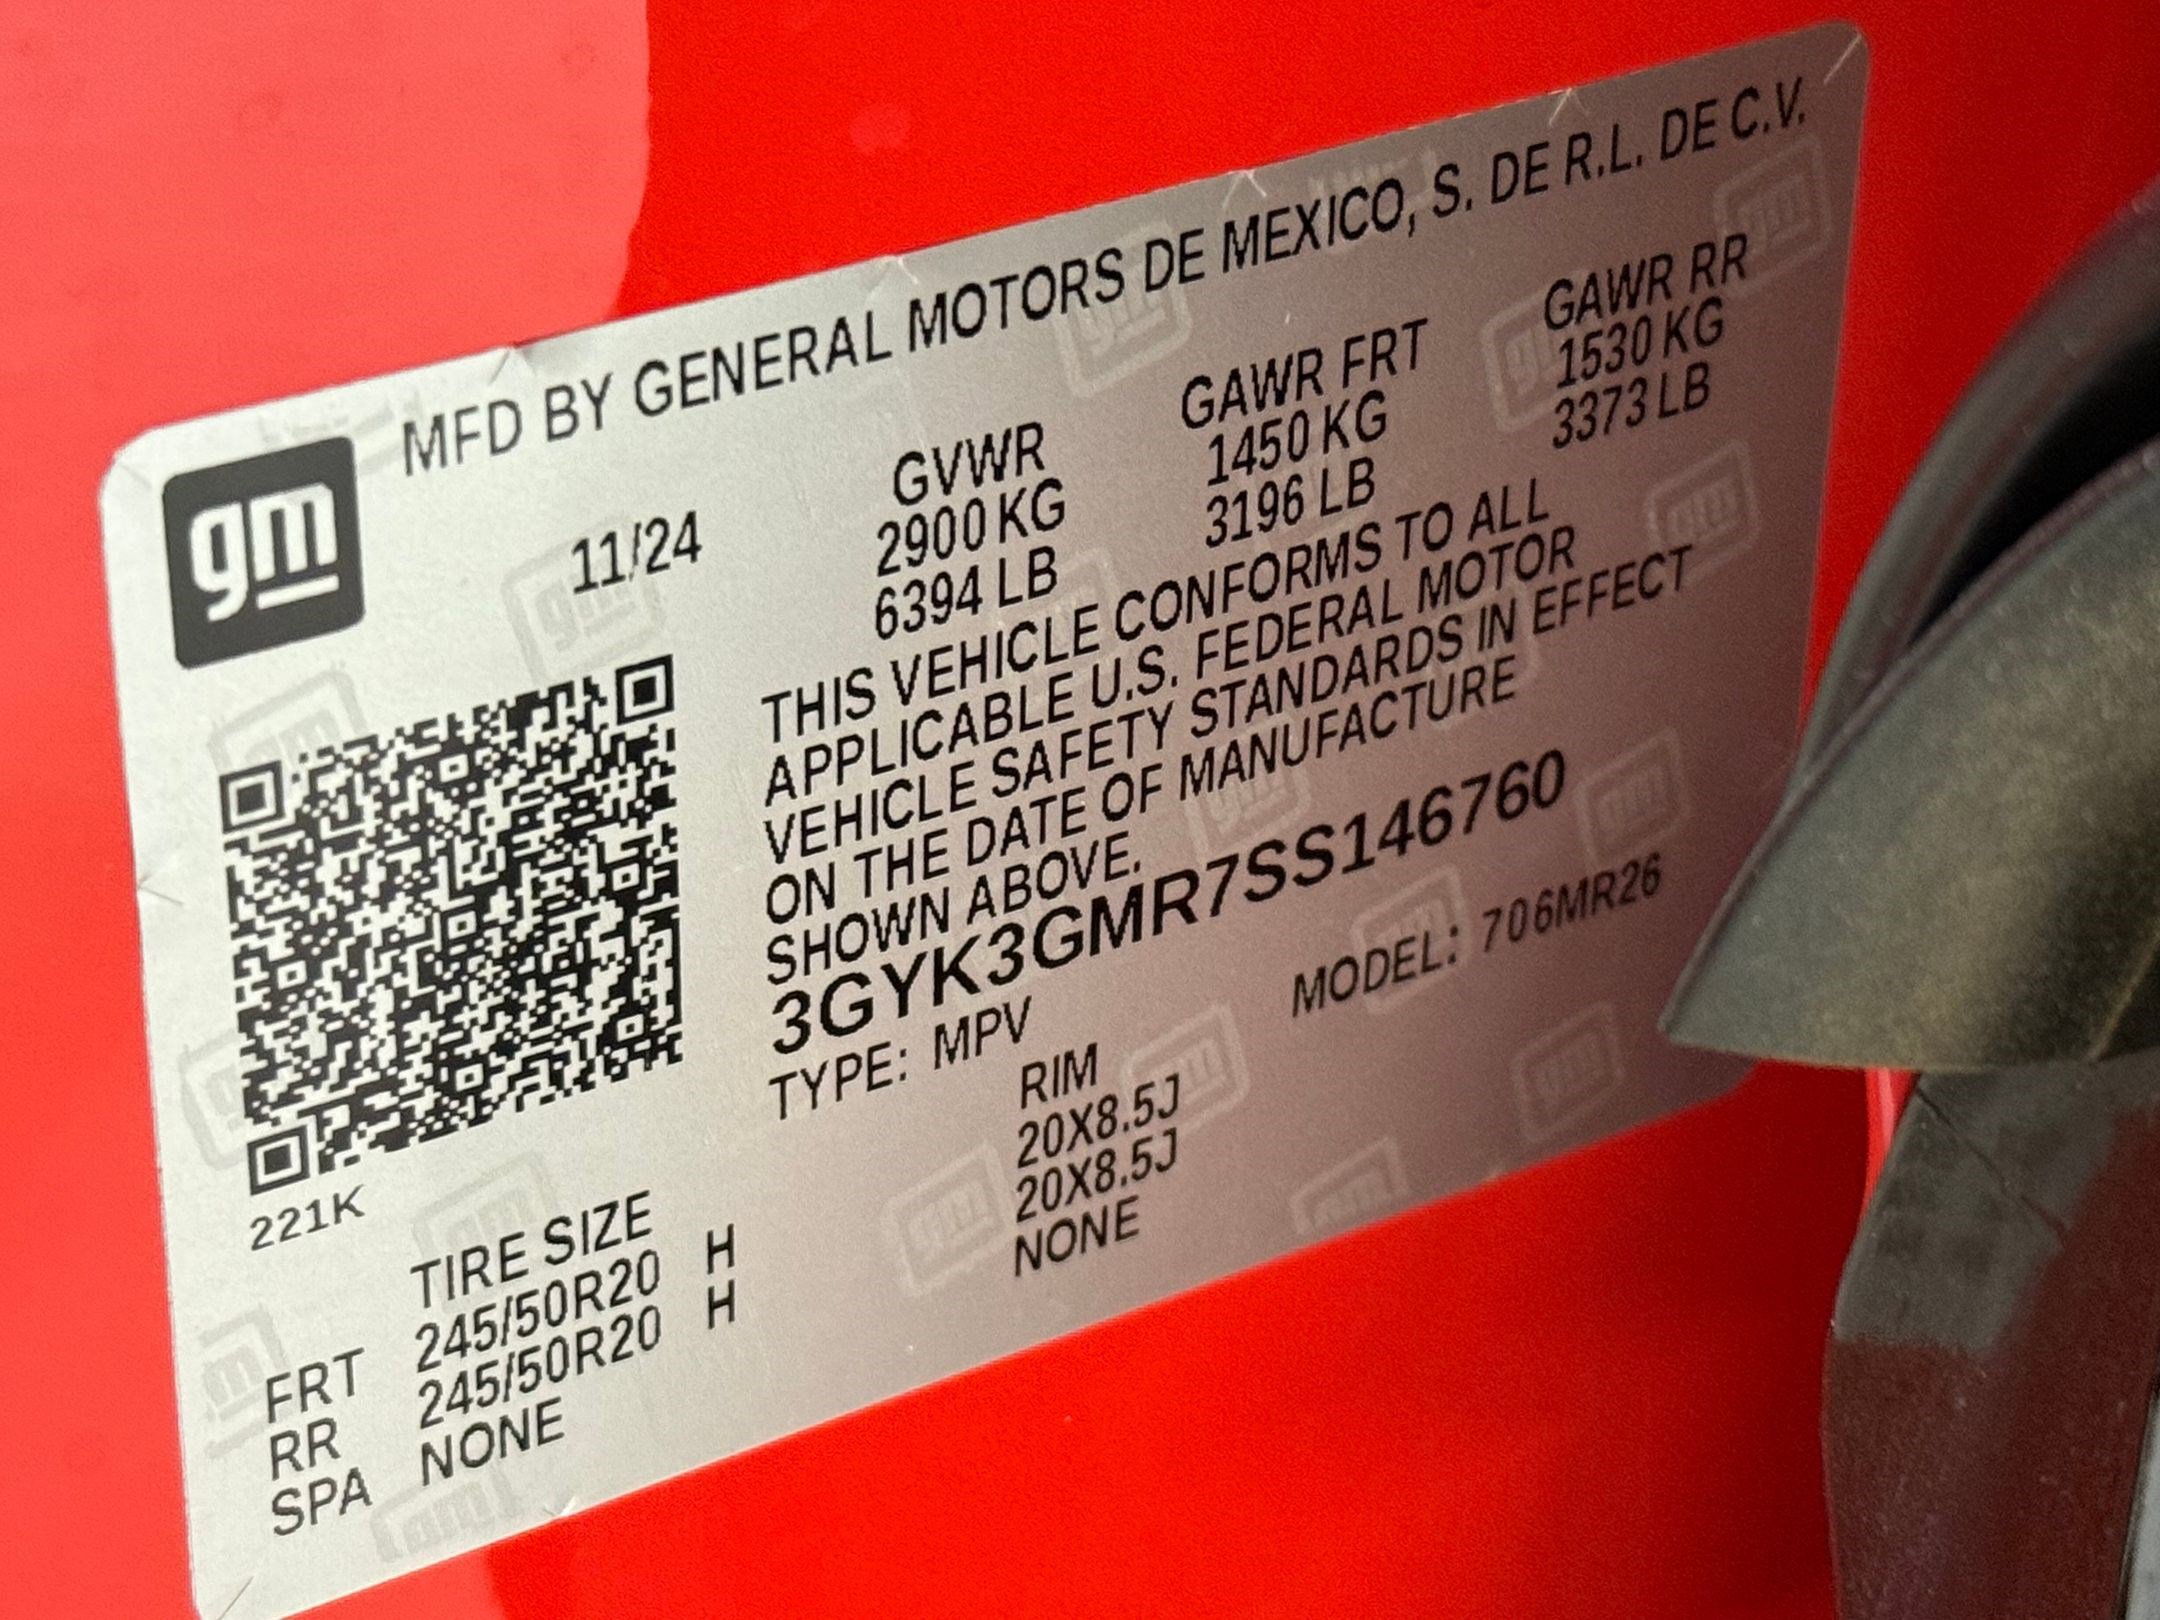 gm
MFD BY GENERAL MOTORS DE MEXICO, S. DE R.L. DE C.V.
11/24
GVWR GAWR FRT GAWR RR
2900 KG 1450 KG 1530 KG
6394 LB 3196 LB 3373 LB
THIS VEHICLE CONFORMS TO ALL
APPLICABLE U.S. FEDERAL MOTOR
VEHICLE SAFETY STANDARDS IN EFFECT
ON THE DATE OF MANUFACTURE
SHOWN ABOVE.
3GYK3GMR7SS146760
TYPE: MPV MODEL: 706MR26
221K
TIRE SIZE RIM
FRT 245/50R20 H 20X8.5J
RR 245/50R20 H 20X8.5J
SPA NONE NONE